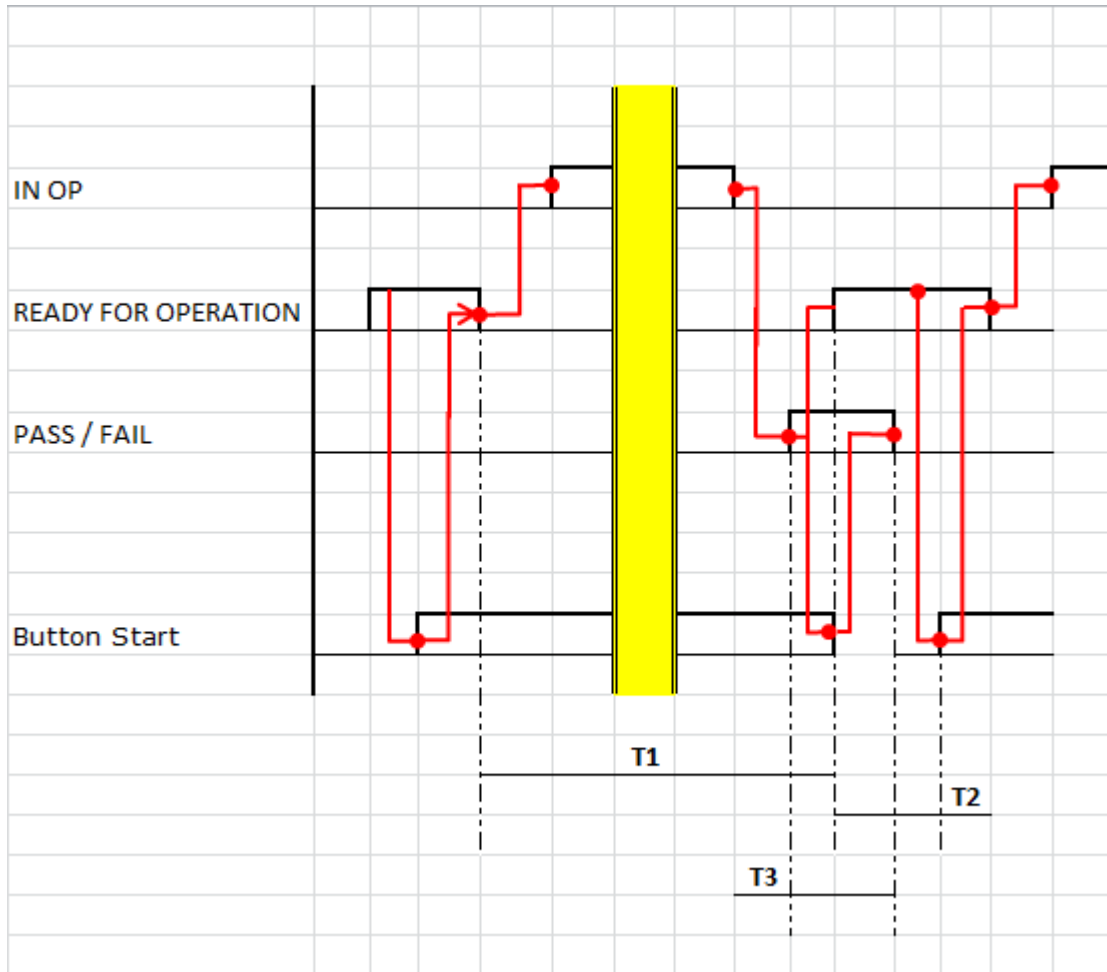 IN OP
READY FOR OPERATION
PASS / FAIL
Button Start
T1
T2
T3